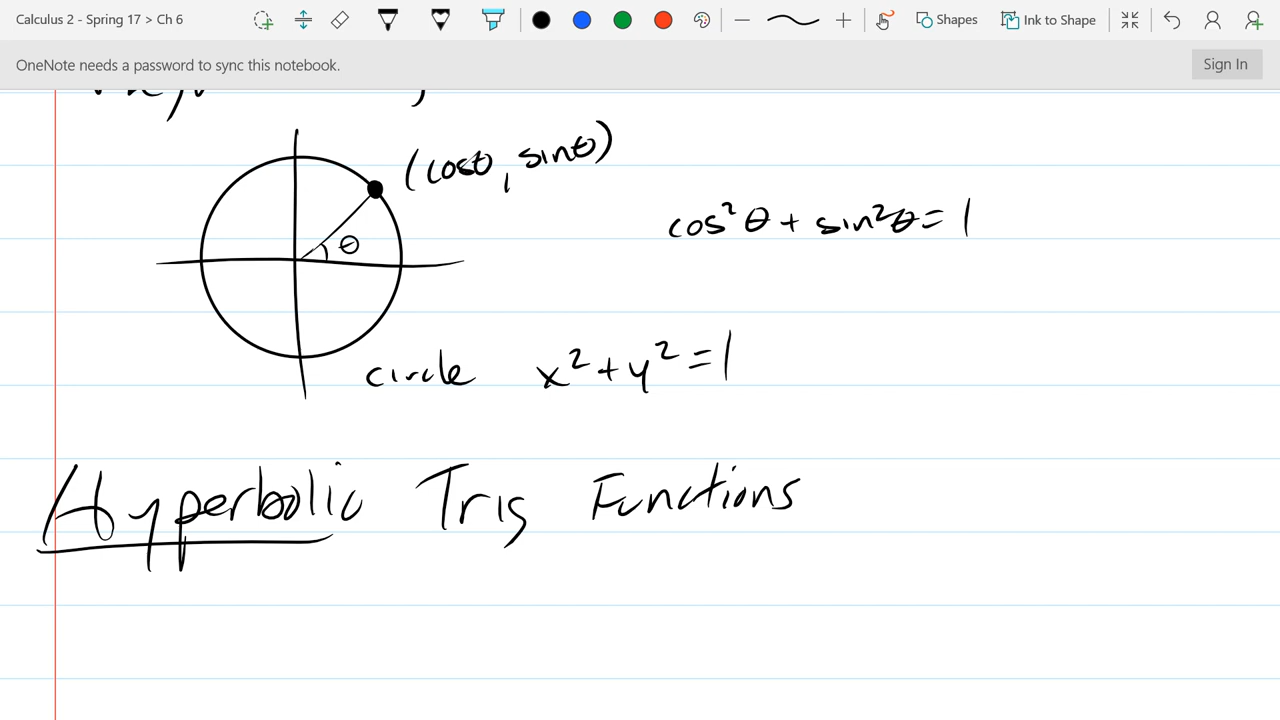 Calculus 2 - Spring 17 > Ch 6
Shapes
Ink to Shape
OneNote needs a password to sync this notebook.
Sign In
(cosθ, sinθ)
θ
cos²θ + sin²θ = 1
circle x² + y² = 1
Hyperbolic Trig Functions